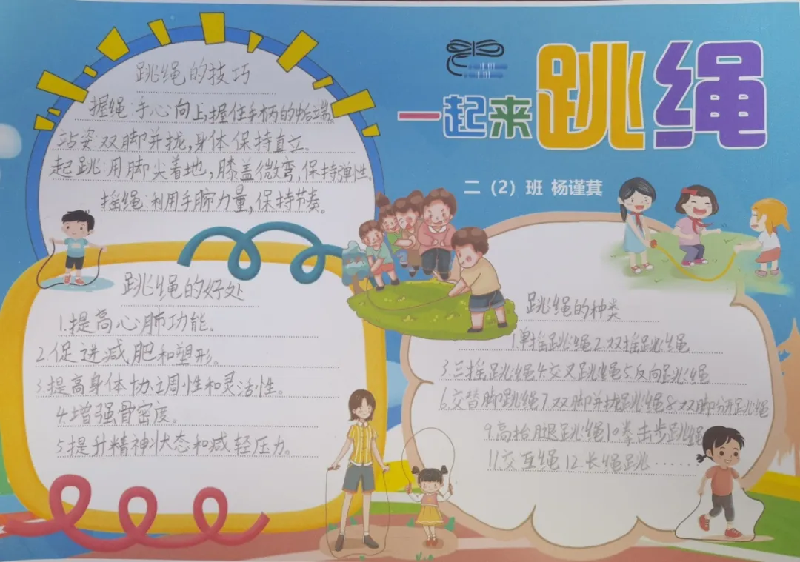 一起来跳绳
二（2）班 杨谨萁
跳绳的技巧
握绳 手心向上握住手柄的末端
站姿 双脚并拢,身体保持直立。
起跳 用脚尖着地,膝盖微弯,保持弹性
摇绳 利用手腕力量,保持节奏。
跳绳的好处
1.提高心肺功能。
2.促进减肥和塑形。
3.提高身体协调性和灵活性。
4.增强骨密度。
5.提升精神状态和减轻压力。
跳绳的种类
1.单摇跳绳2.双摇跳绳
3.三摇跳绳4.交叉跳绳5.反向跳绳
6.交替脚跳绳7.双脚并拢跳绳8.双脚分开跳绳
9.高抬腿跳绳10.拳击步跳绳
11.交互绳12.长绳跳······